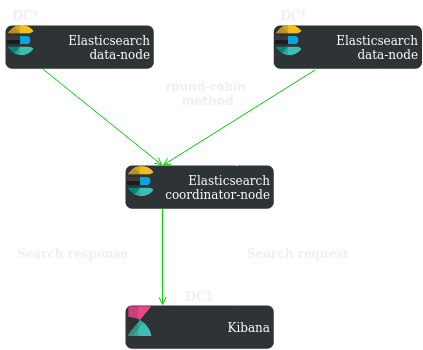 DC*
DC*
Elasticsearch
data-node
Elasticsearch
data-node
round-robin
method
Elasticsearch
coordinator-node
Search response
Search request
DC1
Kibana